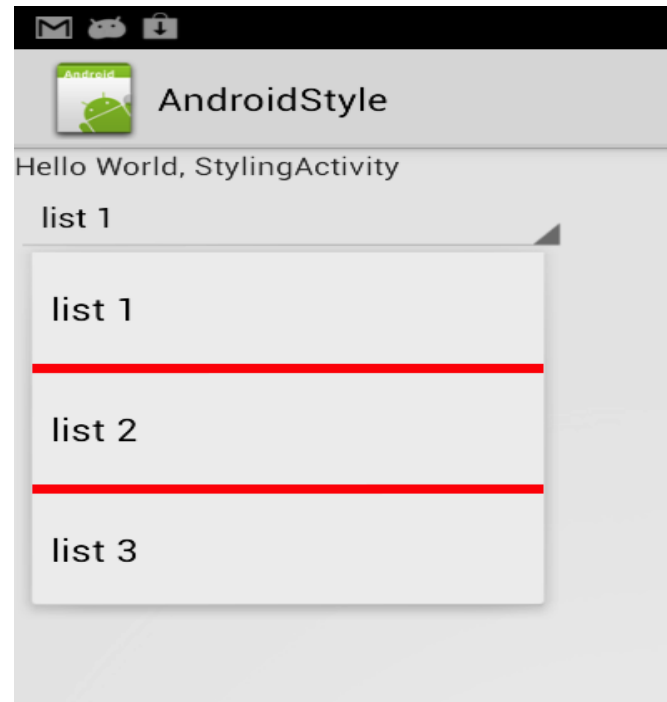 Android
AndroidStyle
Hello World, StylingActivity
list 1
list 1
list 2
list 3